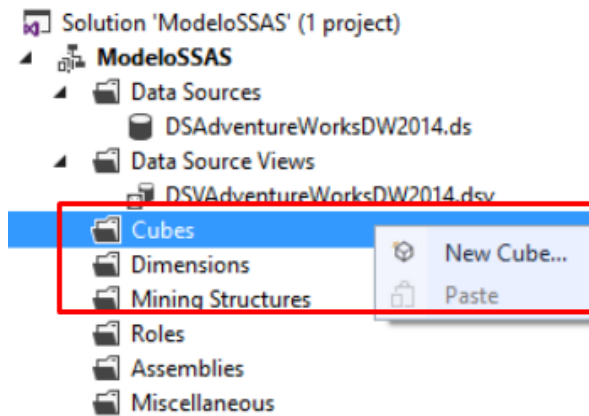 Solution 'ModeloSSAS' (1 project)
ModeloSSAS
Data Sources
DSAdventureWorksDW2014.ds
Data Source Views
DSVAdventureWorksDW2014.dsv
Cubes
New Cube...
Dimensions
Paste
Mining Structures
Roles
Assemblies
Miscellaneous